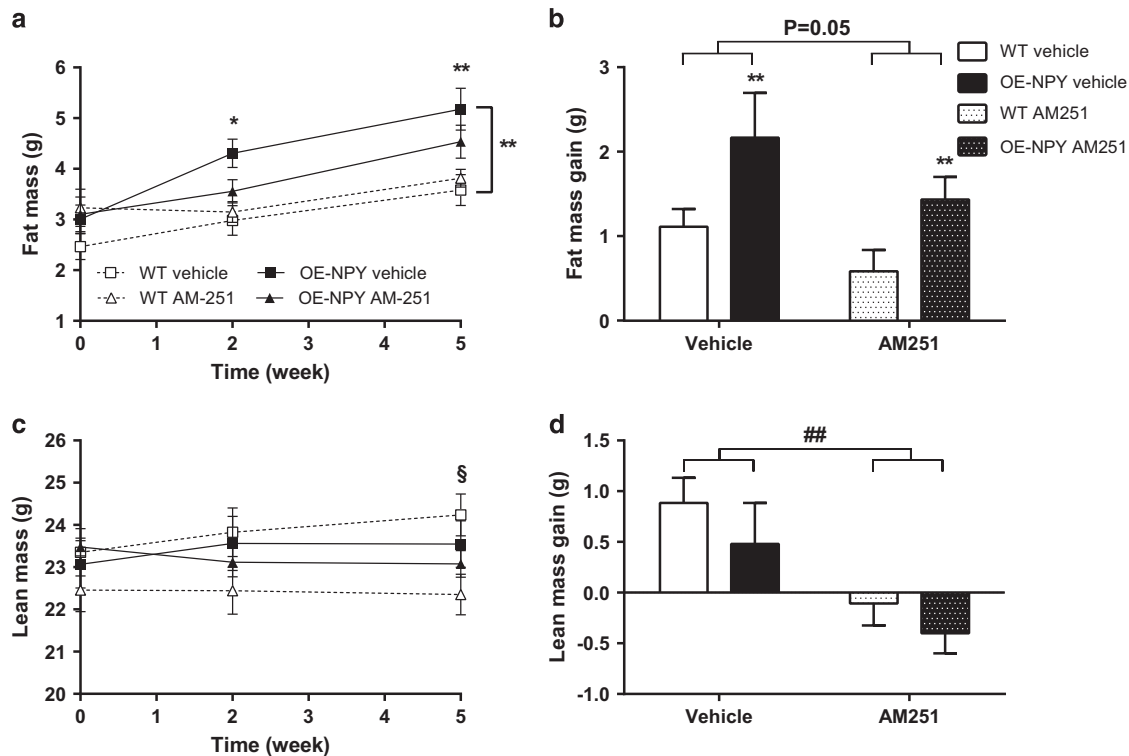 a
Fat mass (g)
6
5
4
3
2
1
*
**
**
WT vehicle
OE-NPY vehicle
WT AM-251
OE-NPY AM-251
0
1
2
3
4
5
Time (week)
b
P=0.05
Fat mass gain (g)
3
2
1
0
**
**
Vehicle
AM251
WT vehicle
OE-NPY vehicle
WT AM251
OE-NPY AM251
c
Lean mass (g)
26
25
24
23
22
21
20
§
0
1
2
3
4
5
Time (week)
d
##
Lean mass gain (g)
1.5
1.0
0.5
0.0
-0.5
-1.0
Vehicle
AM251